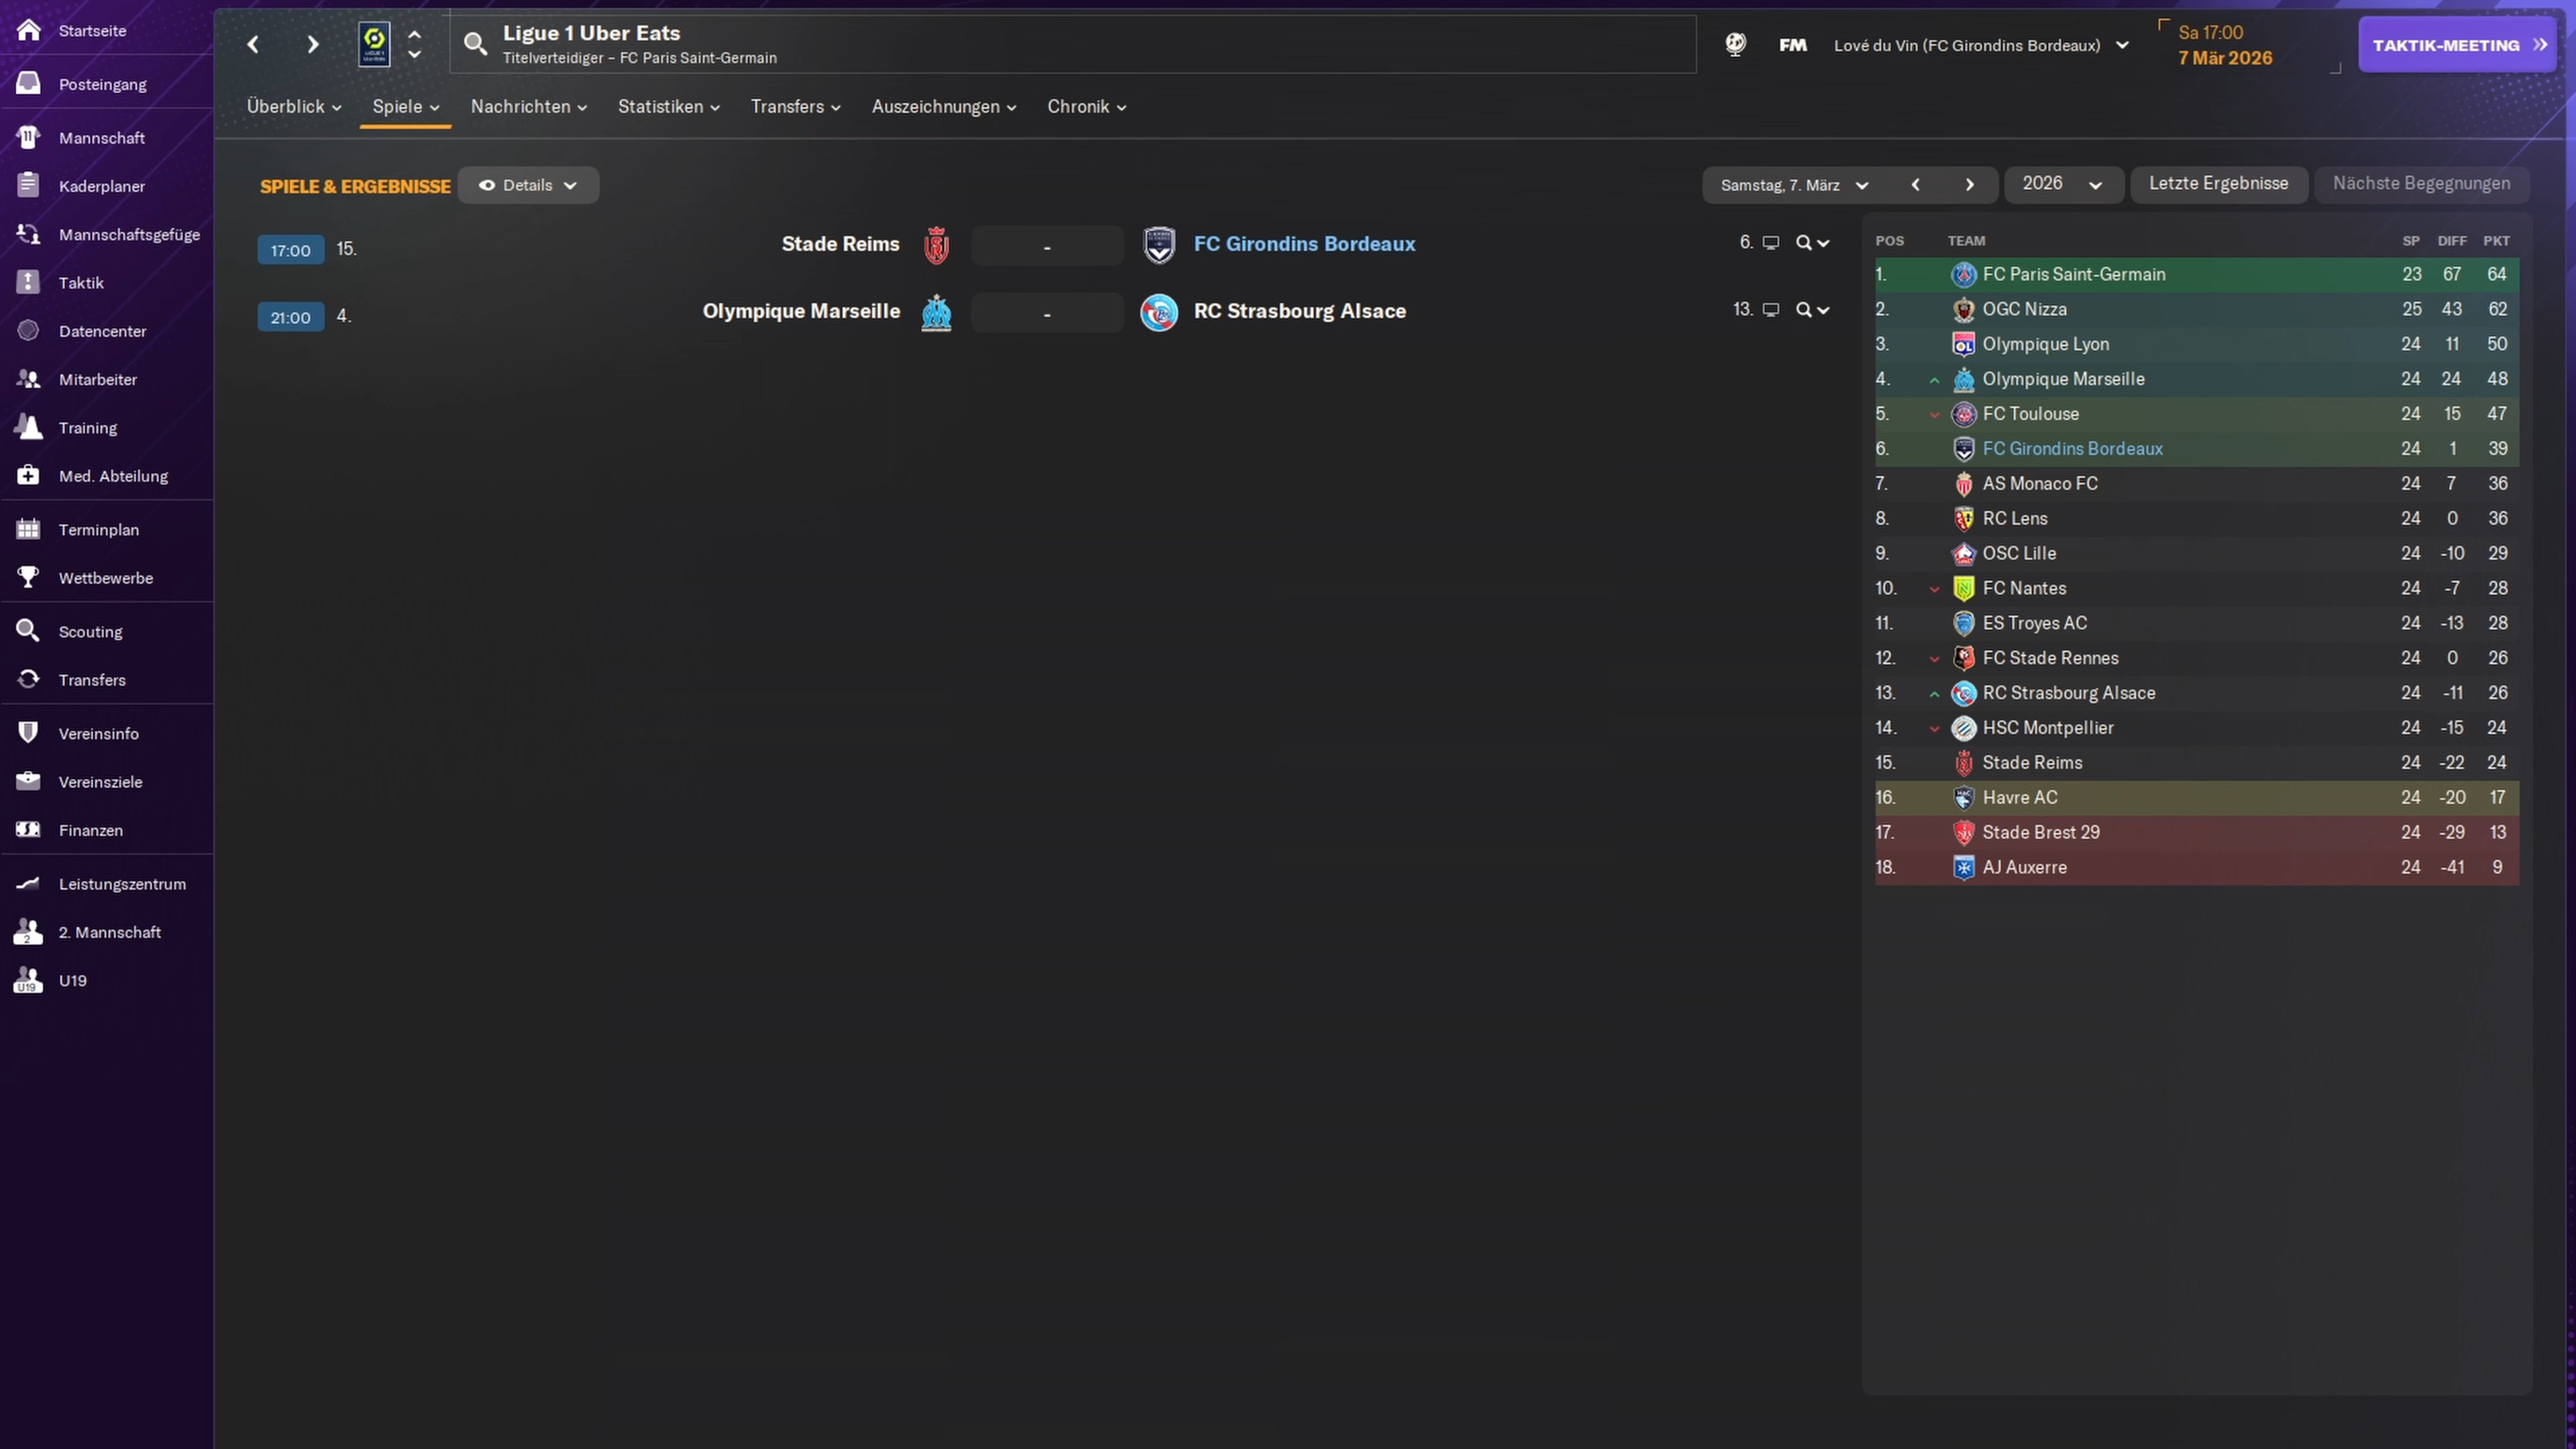 Startseite
Posteingang
Mannschaft
Kaderplaner
Mannschaftsgefüge
Taktik
Datencenter
Mitarbeiter
Training
Med. Abteilung
Terminplan
Wettbewerbe
Scouting
Transfers
Vereinsinfo
Vereinsziele
Finanzen
Leistungszentrum
2. Mannschaft
U19
Ligue 1 Uber Eats
Titelverteidiger – FC Paris Saint-Germain
FM
Lové du Vin (FC Girondins Bordeaux)
Sa 17:00
7 Mär 2026
TAKTIK-MEETING
Überblick Spiele Nachrichten Statistiken Transfers Auszeichnungen Chronik
SPIELE & ERGEBNISSE Details
Samstag, 7. März 2026 Letzte Ergebnisse Nächste Begegnungen
17:00 15. Stade Reims - FC Girondins Bordeaux 6.
21:00 4. Olympique Marseille - RC Strasbourg Alsace 13.
POS TEAM SP DIFF PKT
1. FC Paris Saint-Germain 23 67 64
2. OGC Nizza 25 43 62
3. Olympique Lyon 24 11 50
4. Olympique Marseille 24 24 48
5. FC Toulouse 24 15 47
6. FC Girondins Bordeaux 24 1 39
7. AS Monaco FC 24 7 36
8. RC Lens 24 0 36
9. OSC Lille 24 -10 29
10. FC Nantes 24 -7 28
11. ES Troyes AC 24 -13 28
12. FC Stade Rennes 24 0 26
13. RC Strasbourg Alsace 24 -11 26
14. HSC Montpellier 24 -15 24
15. Stade Reims 24 -22 24
16. Havre AC 24 -20 17
17. Stade Brest 29 24 -29 13
18. AJ Auxerre 24 -41 9